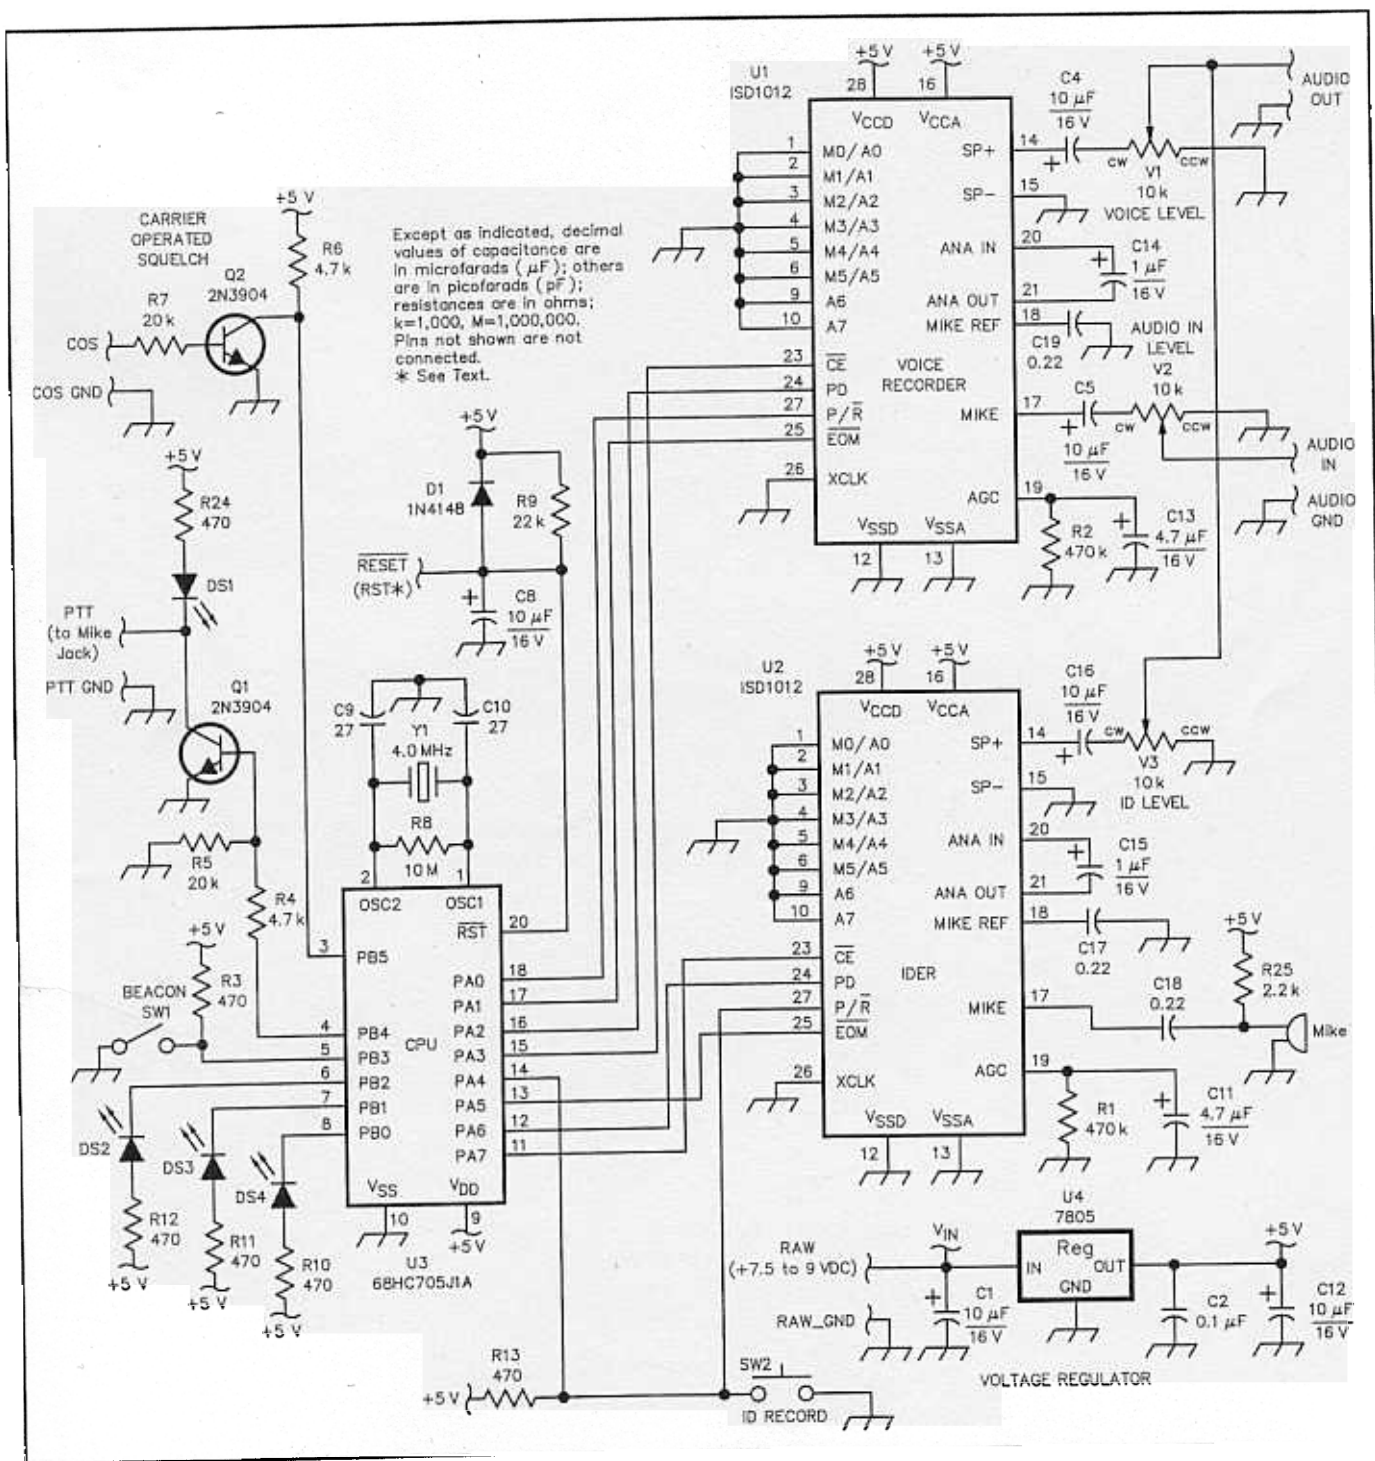 +5 V
+5 V
U1
ISD1012
28
16
VCCD
VCCA
C4
10 µF
16 V
+
AUDIO
OUT
1
2
3
4
5
6
9
10
M0/A0
M1/A1
M2/A2
M3/A3
M4/A4
M5/A5
A6
A7
SP+
14
CW
CCW
V1
10 k
VOICE LEVEL
SP-
15
ANA IN
20
+
C14
1 µF
16 V
ANA OUT
21
MIKE REF
18
C19
0.22
AUDIO IN
LEVEL
V2
10 k
23
24
27
25
26
CE
PD
P/R
EOM
XCLK
VOICE
RECORDER
MIKE
17
C5
+
10 µF
16 V
CW
CCW
AUDIO
IN
AUDIO
GND
AGC
19
R2
470 k
+
C13
4.7 µF
16 V
VSSD
VSSA
12
13
CARRIER
OPERATED
SQUELCH
+5 V
R6
4.7 k
Q2
2N3904
R7
20 k
COS
COS GND
Except as indicated, decimal
values of capacitance are
in microfarads ( µF ); others
are in picofarads ( pF );
resistances are in ohms;
k=1,000, M=1,000,000.
Pins not shown are not
connected.
* See Text.
+5 V
R24
470
DS1
PTT
(to Mike
Jack)
PTT GND
Q1
2N3904
+5 V
D1
1N4148
R9
22 k
RESET
(RST*)
+
C8
10 µF
16 V
C9
27
C10
27
Y1
4.0 MHz
R8
10 M
R5
20 k
R4
4.7 k
+5 V
R3
470
BEACON
SW1
2
1
OSC2
OSC1
RST
20
3
PB5
4
PB4
5
PB3
6
PB2
7
PB1
8
PB0
CPU
PA0
18
PA1
17
PA2
16
PA3
15
PA4
14
PA5
13
PA6
12
PA7
11
VSS
VDD
10
9
+5 V
U3
68HC705J1A
DS2
DS3
DS4
R12
470
R11
470
R10
470
+5 V
+5 V
+5 V
U2
ISD1012
+5 V
+5 V
28
16
VCCD
VCCA
C16
10 µF
16 V
+
1
2
3
4
5
6
9
10
M0/A0
M1/A1
M2/A2
M3/A3
M4/A4
M5/A5
A6
A7
SP+
14
CW
CCW
V3
10k
ID LEVEL
SP-
15
ANA IN
20
+
C15
1 µF
16 V
ANA OUT
21
MIKE REF
18
C17
0.22
23
24
27
25
26
CE
PD
P/R
EOM
XCLK
IDER
MIKE
17
C18
0.22
+5 V
R25
2.2 k
Mike
AGC
19
R1
470 k
+
C11
4.7 µF
16 V
VSSD
VSSA
12
13
RAW
(+7.5 to 9 VDC)
VIN
U4
7805
Reg
IN
OUT
GND
+5 V
+
C1
10 µF
16 V
C2
0.1 µF
+
C12
10 µF
16 V
RAW_GND
VOLTAGE REGULATOR
+5 V
R13
470
SW2
ID RECORD